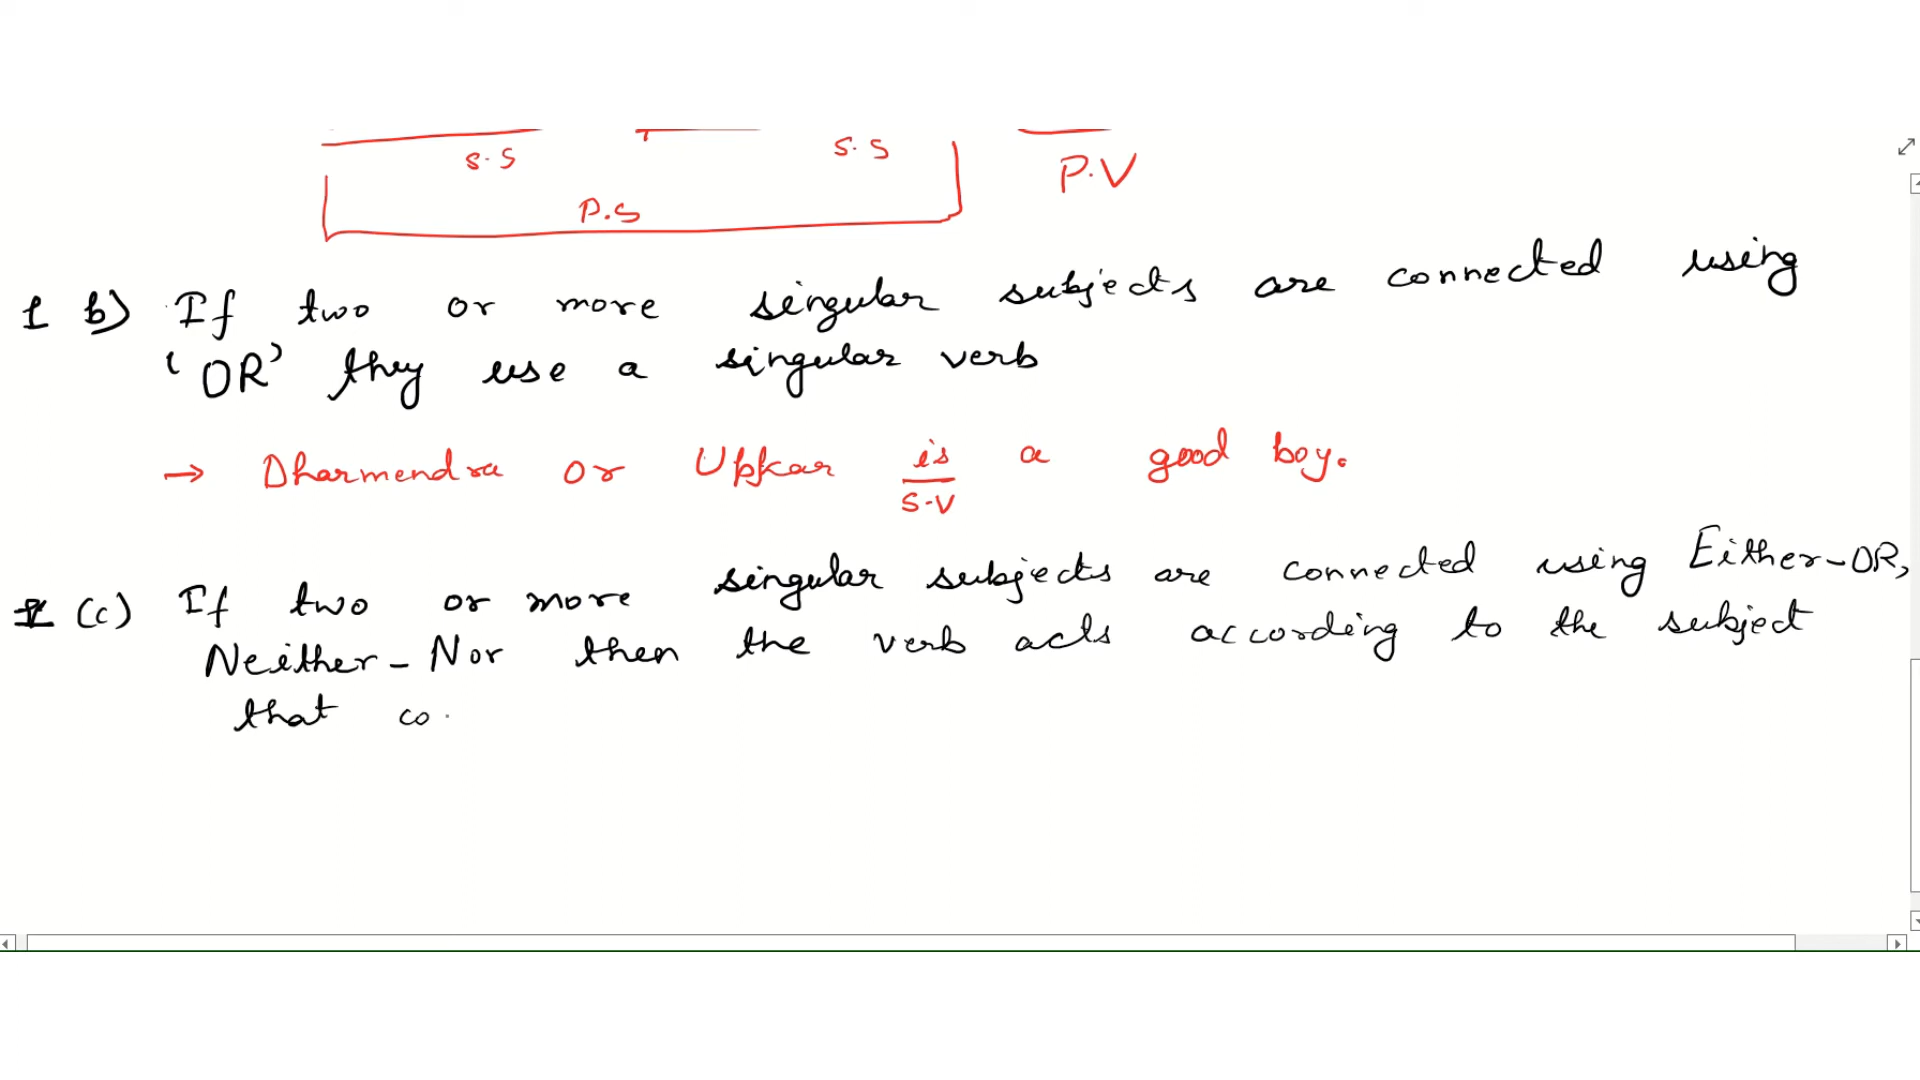 S.S S.S P.V
P.S
1 b) If two or more singular subjects are connected using
'OR' they use a singular verb
→ Dharmendra or Upkar is a good boy.
S.V
(c) If two or more singular subjects are connected using Either-OR,
Neither-Nor then the verb acts according to the subject
that co